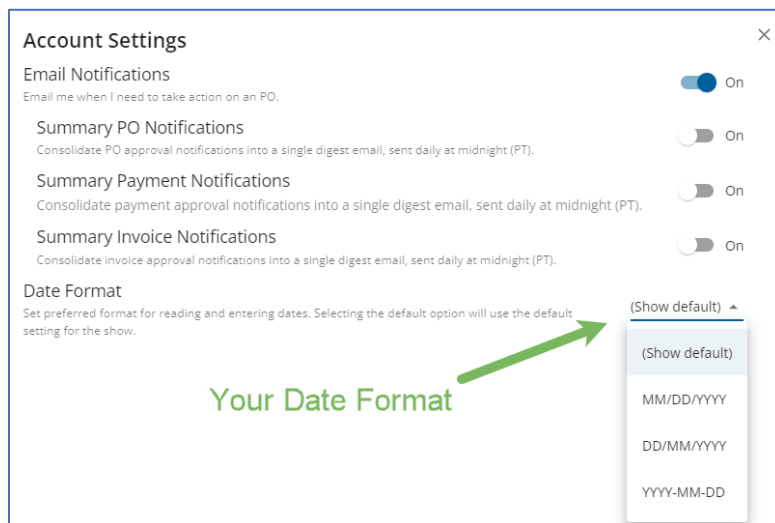 Account Settings
Email Notifications
Email me when I need to take action on an PO.
On
Summary PO Notifications
Consolidate PO approval notifications into a single digest email, sent daily at midnight (PT).
On
Summary Payment Notifications
Consolidate payment approval notifications into a single digest email, sent daily at midnight (PT).
On
Summary Invoice Notifications
Consolidate invoice approval notifications into a single digest email, sent daily at midnight (PT).
On
Date Format
Set preferred format for reading and entering dates. Selecting the default option will use the default
setting for the show.
(Show default)
(Show default)
MM/DD/YYYY
DD/MM/YYYY
YYYY-MM-DD
Your Date Format